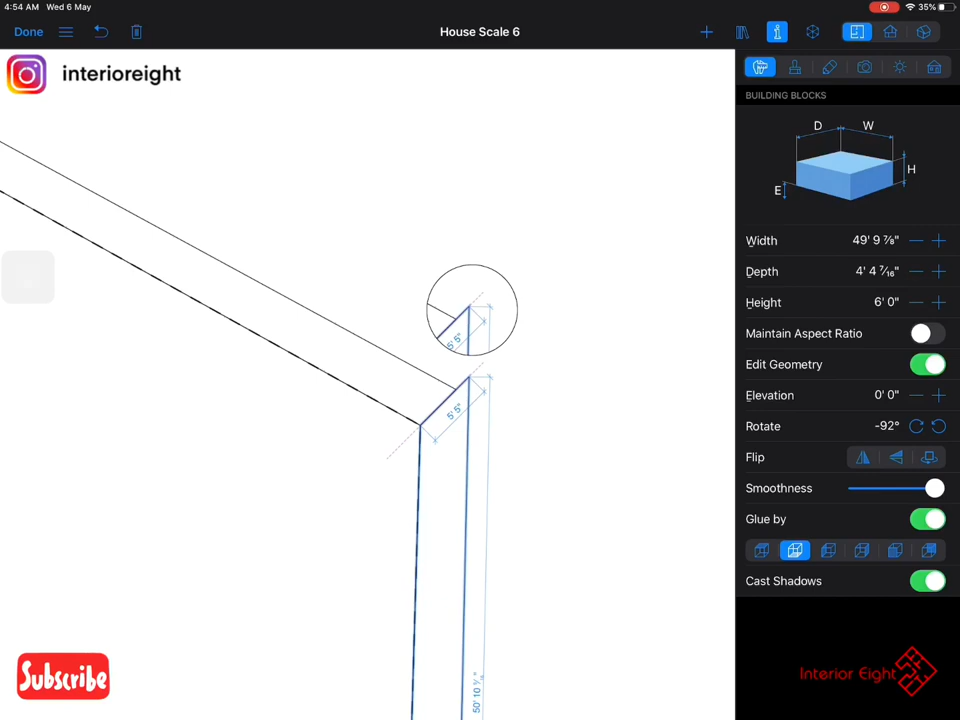 4:54 AM Wed 6 May
35%
Done
House Scale 6
interioreight
BUILDING BLOCKS
D
W
H
E
Width 49' 9 ⅞"
Depth 4' 4 ⁷⁄₁₆"
Height 6' 0"
Maintain Aspect Ratio
Edit Geometry
Elevation 0' 0"
Rotate -92°
Flip
Smoothness
Glue by
Cast Shadows
5' 5"
5' 5"
Subscribe
Interior Eight